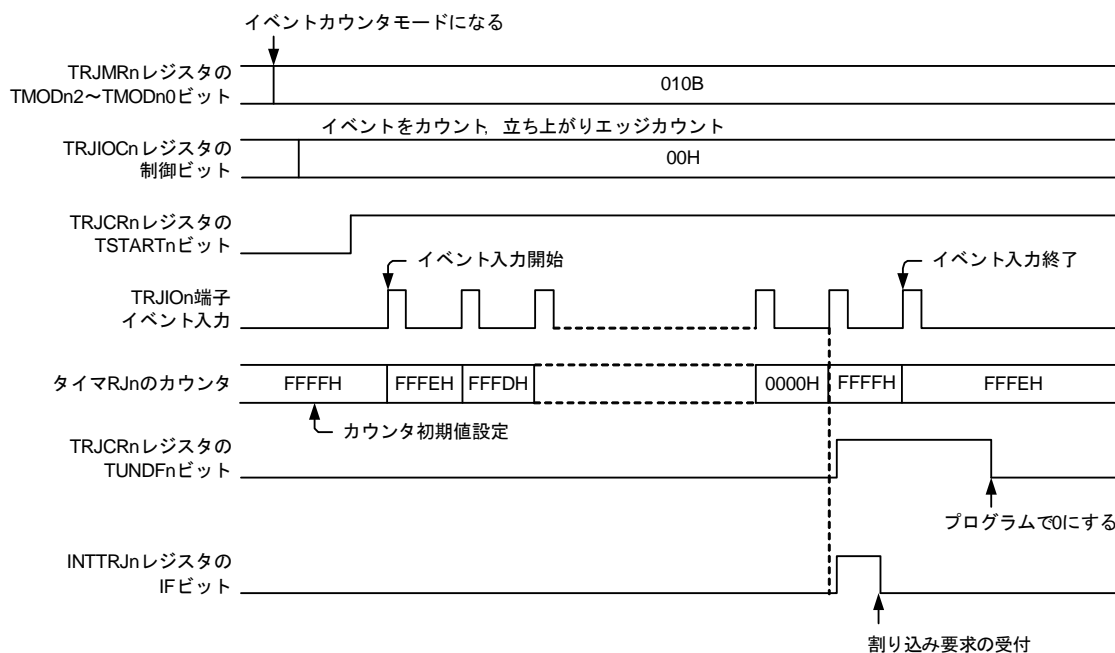 イベントカウンタモードになる
TRJMRnレジスタの
TMODn2～TMODn0ビット
010B
イベントをカウント, 立ち上がりエッジカウント
TRJIOCnレジスタの
制御ビット
00H
TRJCRnレジスタの
TSTARTnビット
イベント入力開始
イベント入力終了
TRJIOn端子
イベント入力
タイマRJnのカウンタ
FFFFH
FFFEH
FFFDH
0000H
FFFFH
FFFEH
カウンタ初期値設定
TRJCRnレジスタの
TUNDFnビット
プログラムで0にする
INTTRJnレジスタの
IFビット
割り込み要求の受付